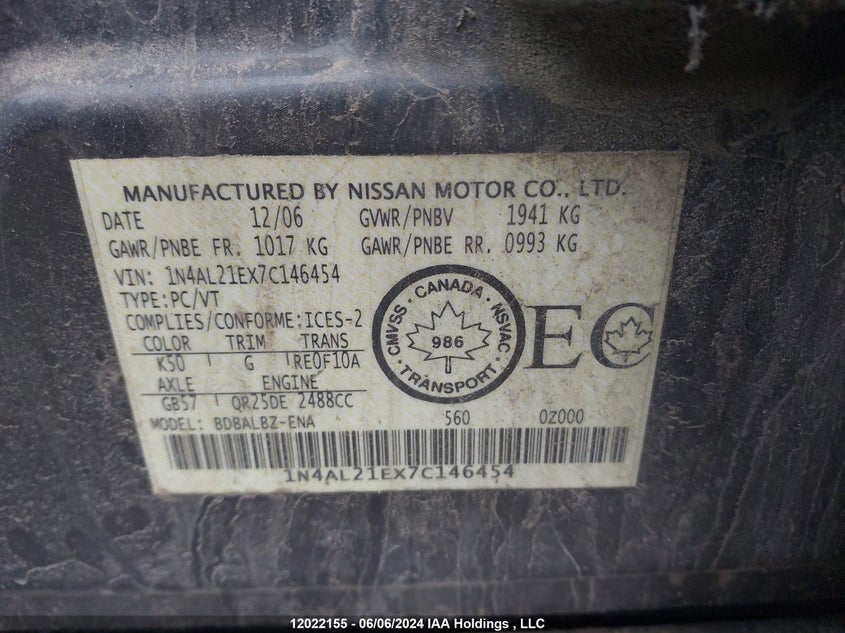 MANUFACTURED BY NISSAN MOTOR CO., LTD.
DATE 12/06 GVWR/PNBV 1941 KG
GAWR/PNBE FR. 1017 KG GAWR/PNBE RR. 0993 KG
VIN: 1N4AL21EX7C146454
TYPE:PC/VT
COMPLIES/CONFORME:ICES-2
COLOR TRIM TRANS
K50 G RE0F10A
AXLE ENGINE
GB57 QR25DE 2488CC
MODEL: BDBALBZ-ENA 560 0Z000
CMVSS · CANADA · NSVAC · TRANSPORT ·
986
EC
1N4AL21EX7C146454
12022155 - 06/06/2024 IAA Holdings , LLC